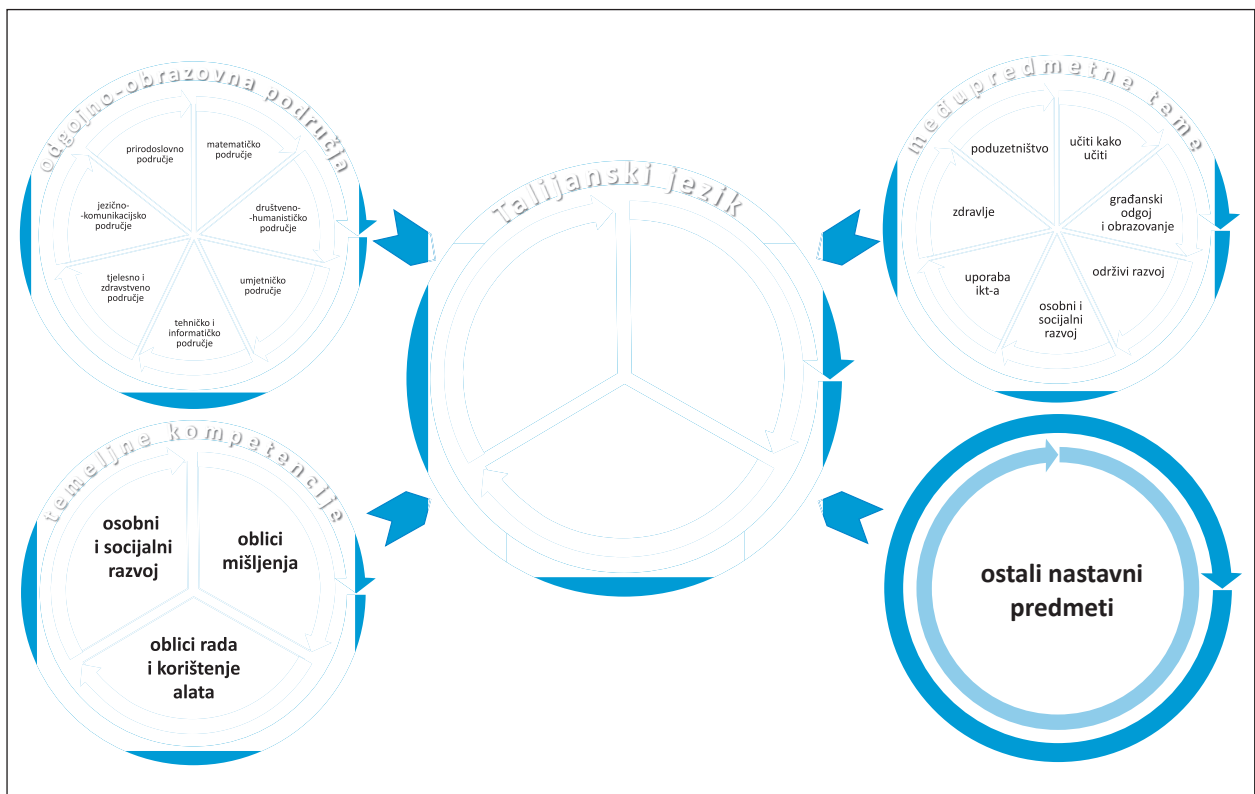 odgojno-obrazovna područja
prirodoslovno
područje
matematičko
područje
jezično-
-komunikacijsko
područje
društveno-
-humanističko
područje
tjelesno i
zdravstveno
područje
umjetničko
područje
tehničko i
informatičko
područje
Talijanski jezik
međupredmetne teme
poduzetništvo
učiti kako
učiti
zdravlje
građanski
odgoj
i obrazovanje
uporaba
ikt-a
održivi razvoj
osobni i
socijalni
razvoj
temeljne kompetencije
osobni
i socijalni
razvoj
oblici
mišljenja
oblici rada
i korištenje
alata
ostali nastavni
predmeti